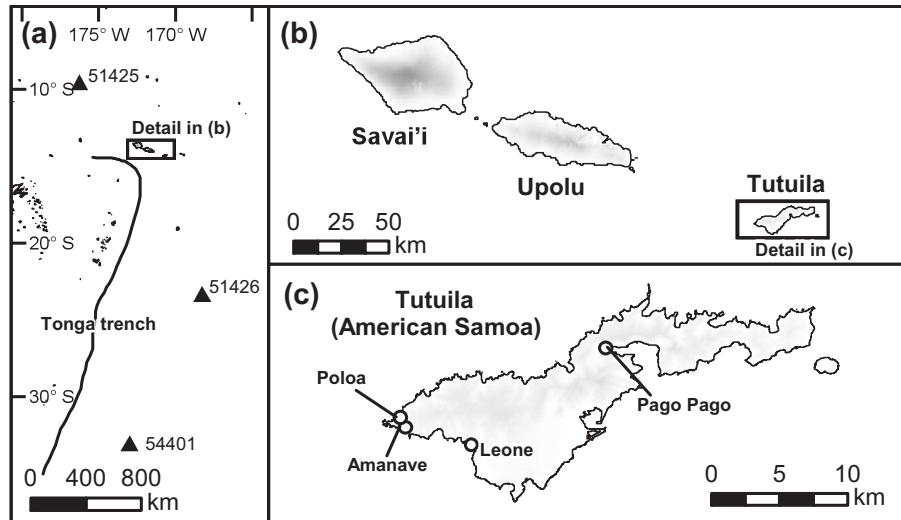 (a)
175° W 170° W
51425
10° S
Detail in (b)
20° S
51426
Tonga trench
30° S
54401
0 400 800
km
(b)
Savai'i
Upolu
Tutuila
0 25 50
km
Detail in (c)
(c)
Tutuila
(American Samoa)
Poloa
Pago Pago
Amanave
Leone
0 5 10
km